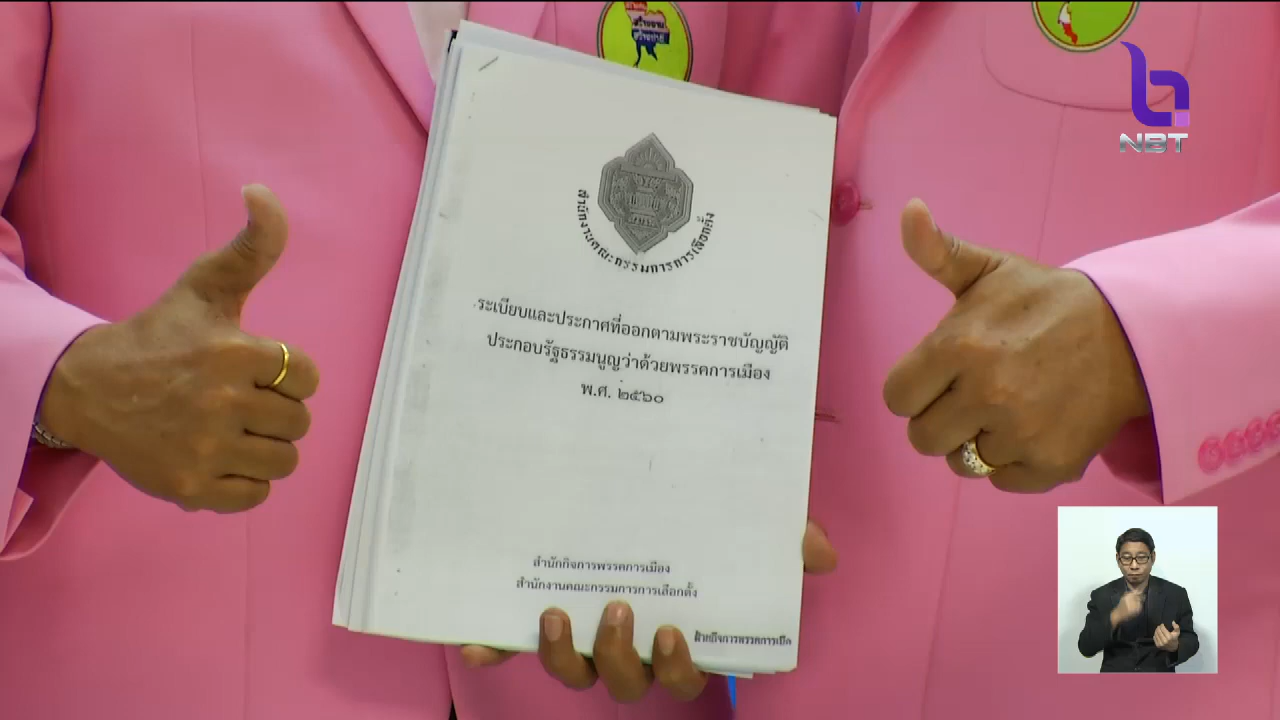 NBT
สำนักงานคณะกรรมการการเลือกตั้ง
ระเบียบและประกาศที่ออกตามพระราชบัญญัติ
ประกอบรัฐธรรมนูญว่าด้วยพรรคการเมือง
พ.ศ. ๒๕๖๐
สำนักกิจการพรรคการเมือง
สำนักงานคณะกรรมการการเลือกตั้ง